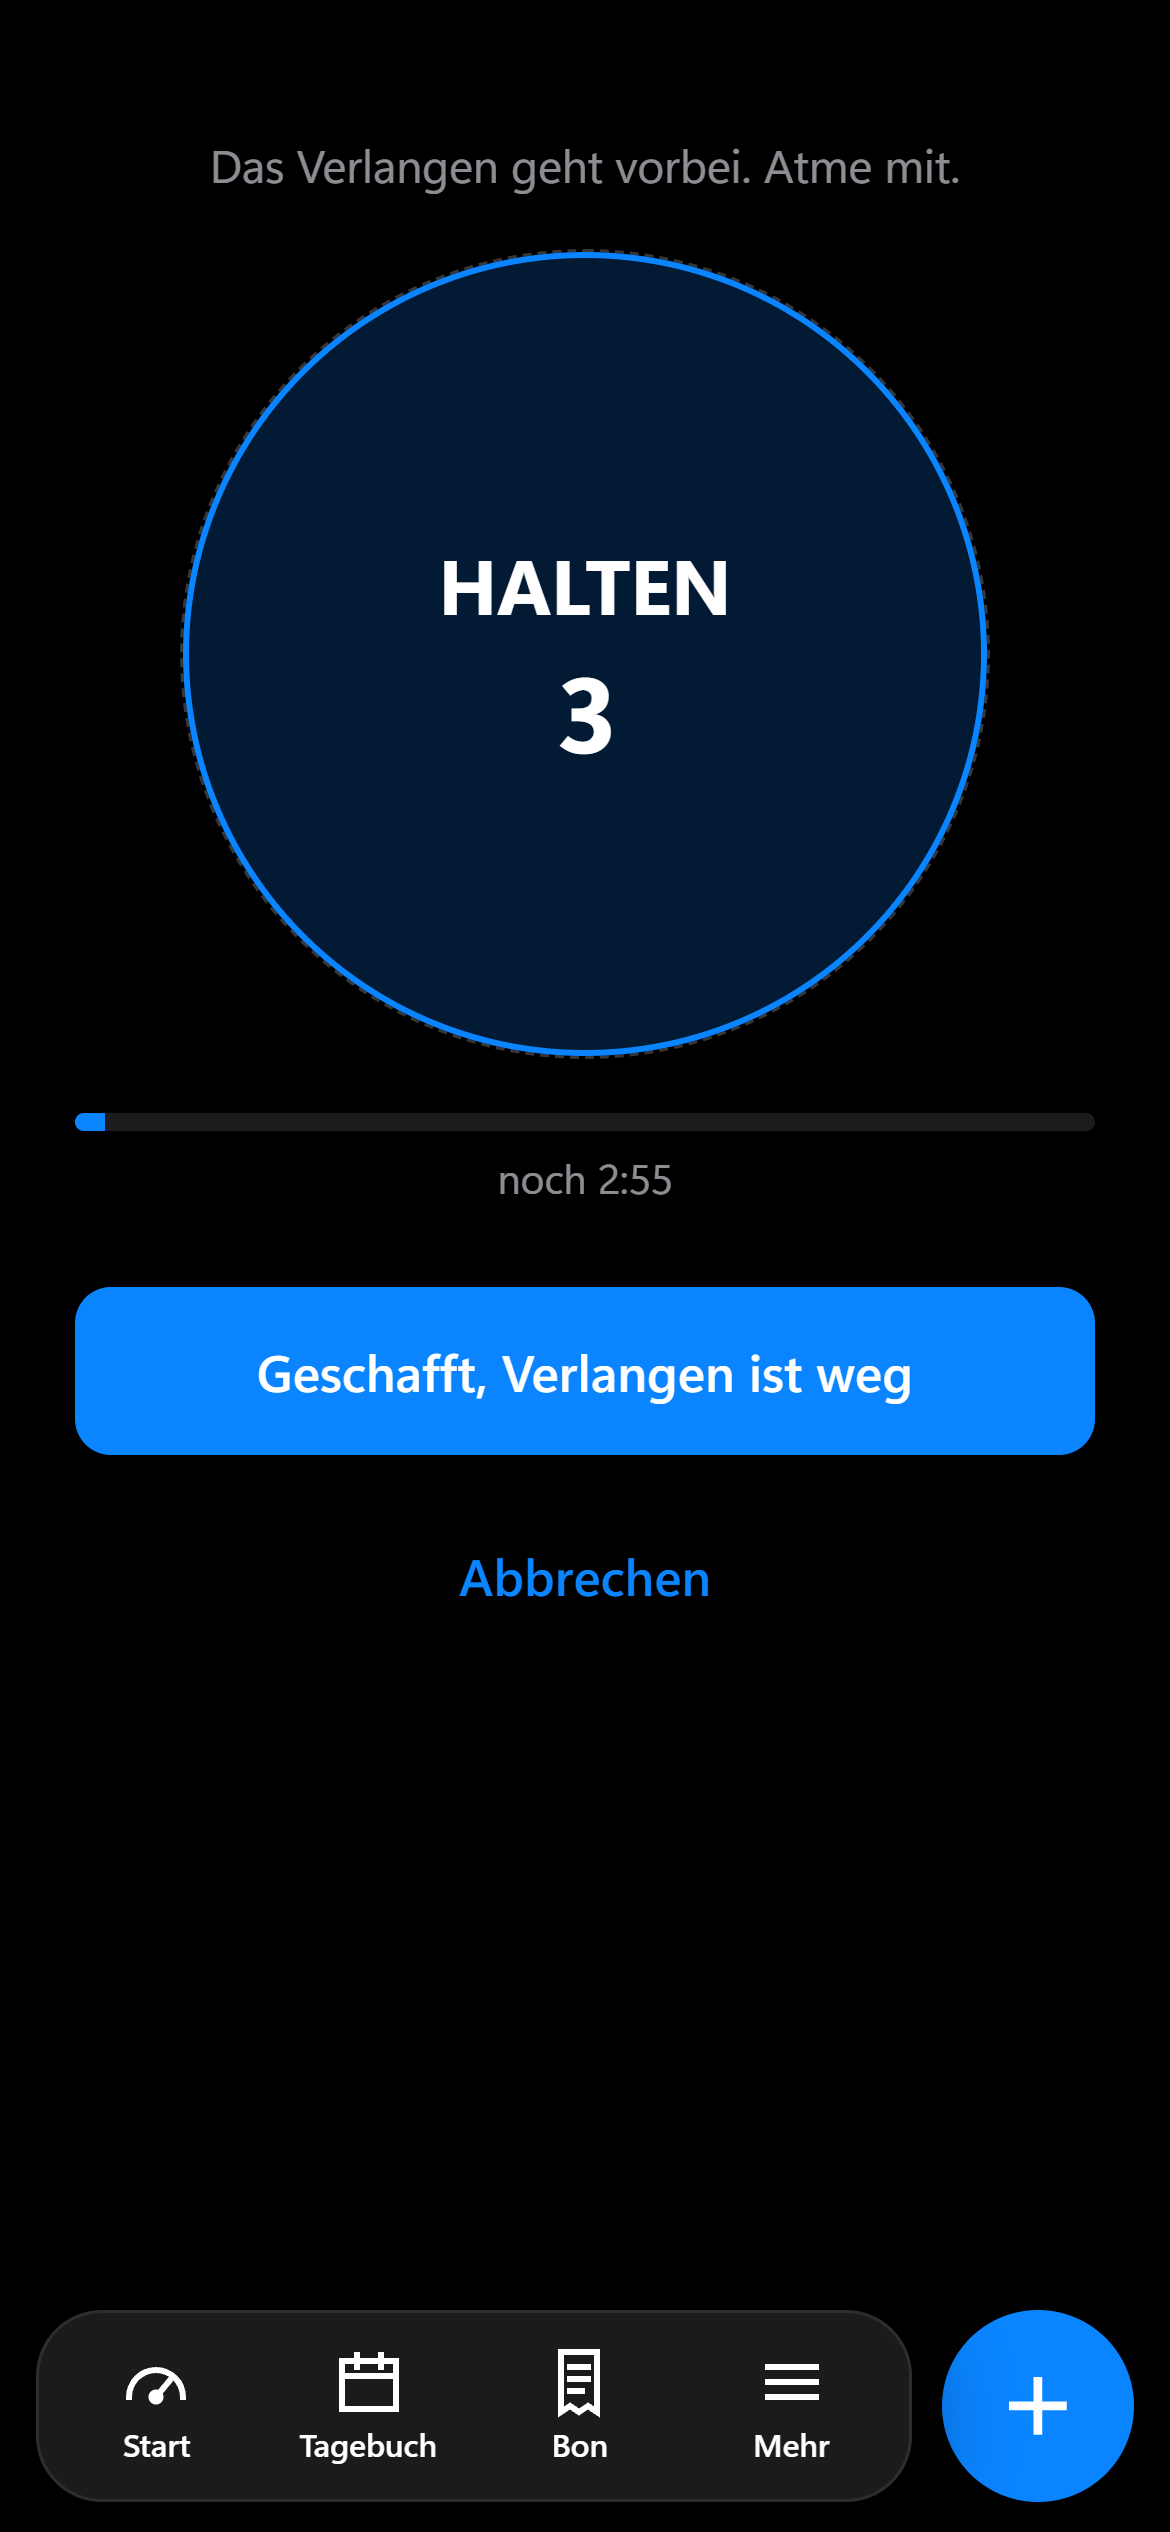 Das Verlangen geht vorbei. Atme mit.
HALTEN
3
noch 2:55
Geschafft, Verlangen ist weg
Abbrechen
Start
Tagebuch
Bon
Mehr